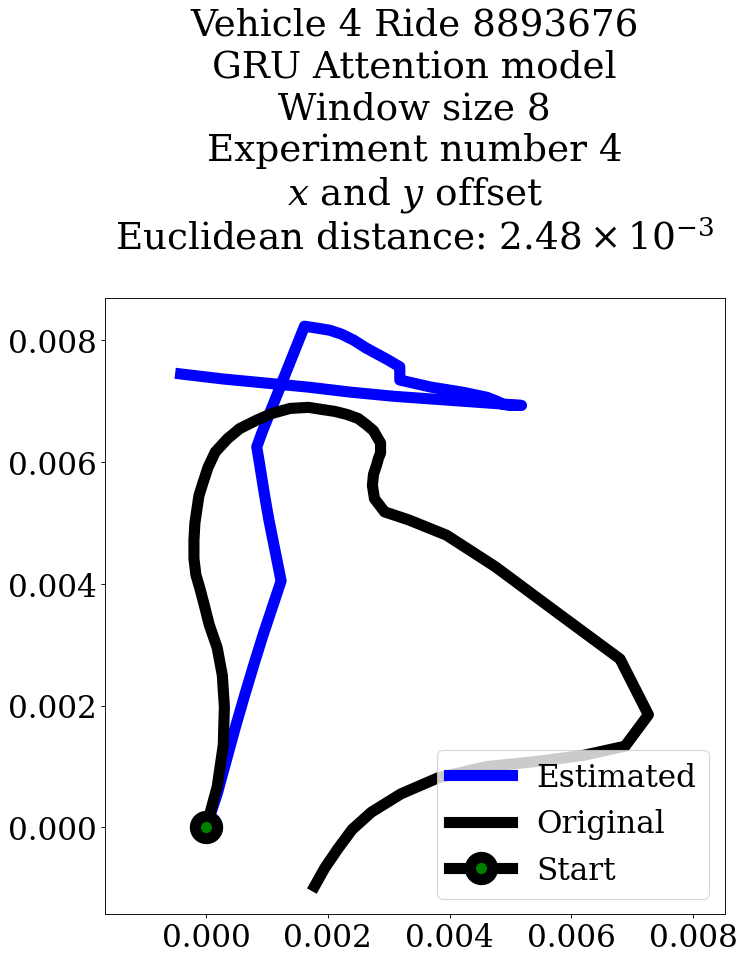 Vehicle 4 Ride 8893676
GRU Attention model
Window size 8
Experiment number 4
x and y offset
Euclidean distance: 2.48 × 10⁻³
0.008
0.006
0.004
0.002
0.000
Estimated
Original
Start
0.000 0.002 0.004 0.006 0.008